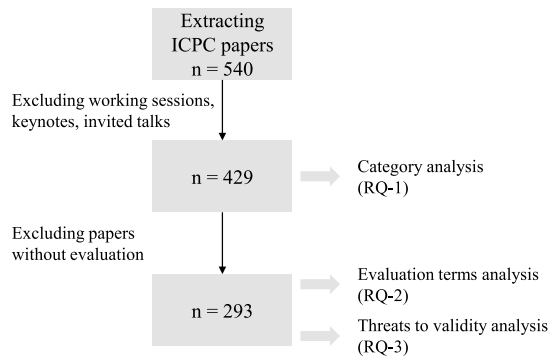 Extracting
ICPC papers
n = 540
Excluding working sessions,
keynotes, invited talks
n = 429
Category analysis
(RQ-1)
Excluding papers
without evaluation
n = 293
Evaluation terms analysis
(RQ-2)
Threats to validity analysis
(RQ-3)